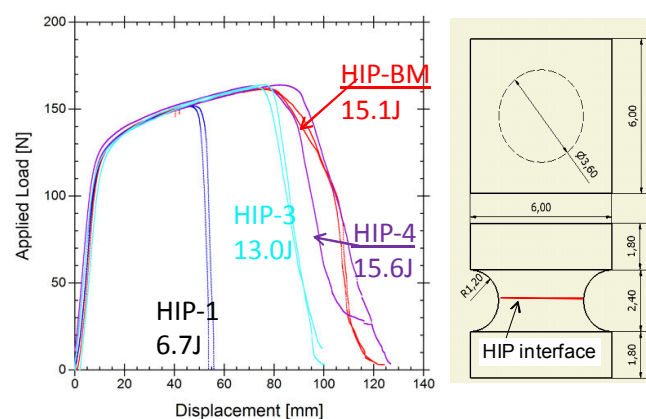 200
150
100
50
0
Applied Load [N]
0 20 40 60 80 100 120 140
Displacement [mm]
HIP-BM
15.1J
HIP-3
13.0J
HIP-4
15.6J
HIP-1
6.7J
Ø3,60
6,00
6,00
1,80
R1,20
2,40
HIP interface
1,80